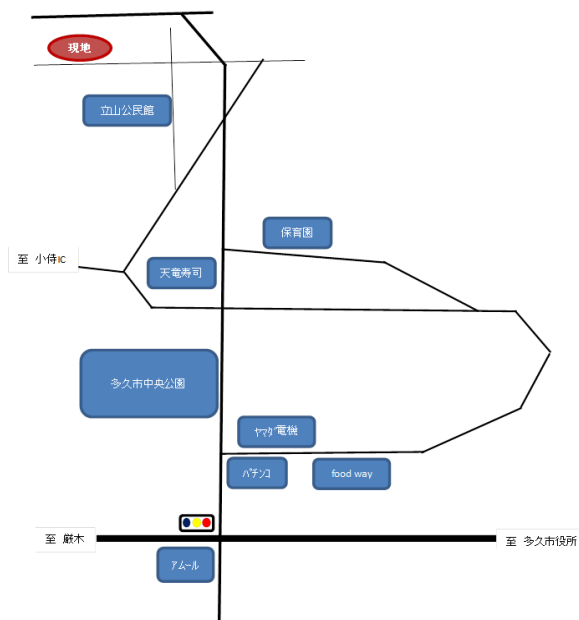 現地
立山公民館
保育園
至 小侍IC
天竜寿司
多久市中央公園
ヤマダ電機
パチンコ
food way
至 厳木
至 多久市役所
アムール